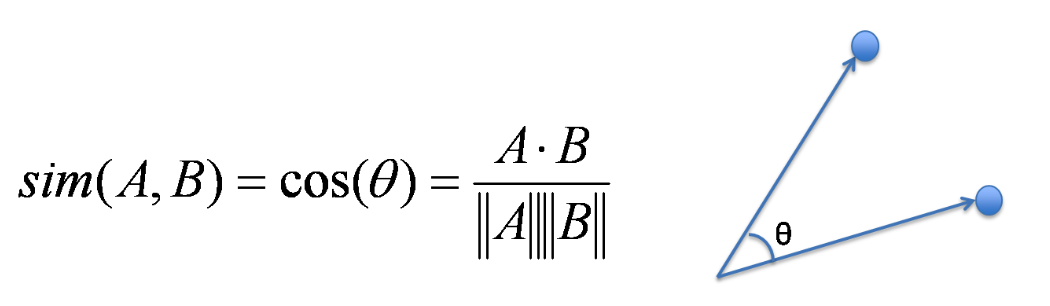 sim(A, B) = cos(θ) = A · B / ‖A‖‖B‖
θ